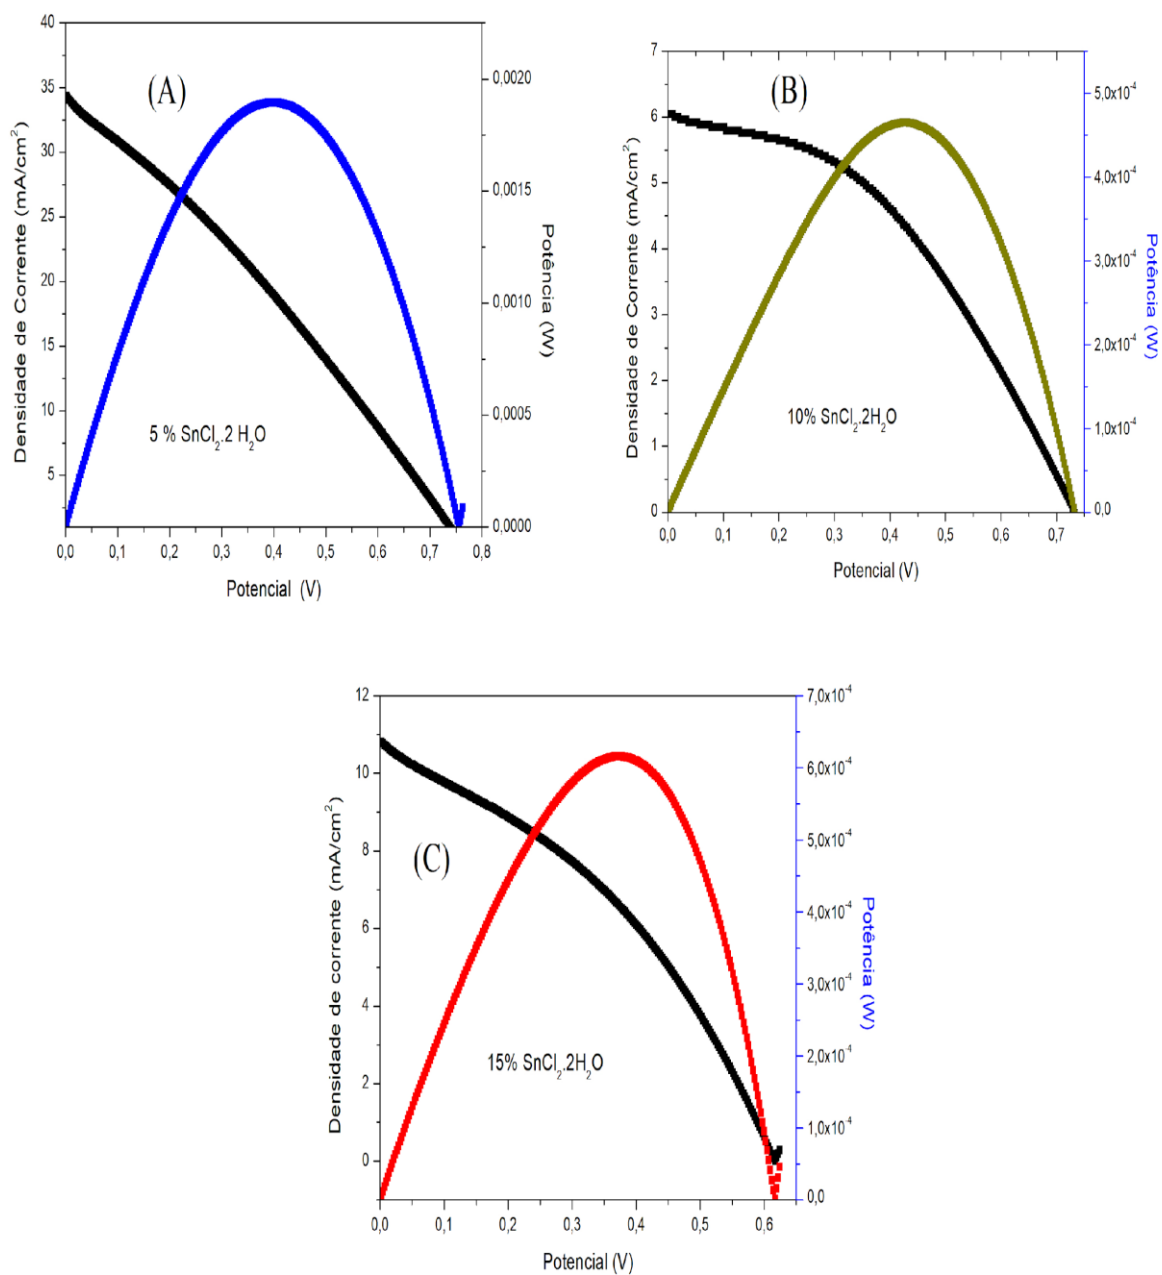 (A)
40
35
30
25
20
15
10
5
Densidade de Corrente (mA/cm²)
0,0020
0,0015
0,0010
0,0005
0,0000
Potência (W)
5 % SnCl₂.2 H₂O
0,0 0,1 0,2 0,3 0,4 0,5 0,6 0,7 0,8
Potencial (V)
(B)
7
6
5
4
3
2
1
0
Densidade de Corrente (mA/cm²)
5,0x10⁻⁴
4,0x10⁻⁴
3,0x10⁻⁴
2,0x10⁻⁴
1,0x10⁻⁴
0,0
Potência (W)
10% SnCl₂.2H₂O
0,0 0,1 0,2 0,3 0,4 0,5 0,6 0,7
Potencial (V)
(C)
12
10
8
6
4
2
0
Densidade de corrente (mA/cm²)
7,0x10⁻⁴
6,0x10⁻⁴
5,0x10⁻⁴
4,0x10⁻⁴
3,0x10⁻⁴
2,0x10⁻⁴
1,0x10⁻⁴
0,0
Potência (W)
15% SnCl₂.2H₂O
0,0 0,1 0,2 0,3 0,4 0,5 0,6
Potencial (V)